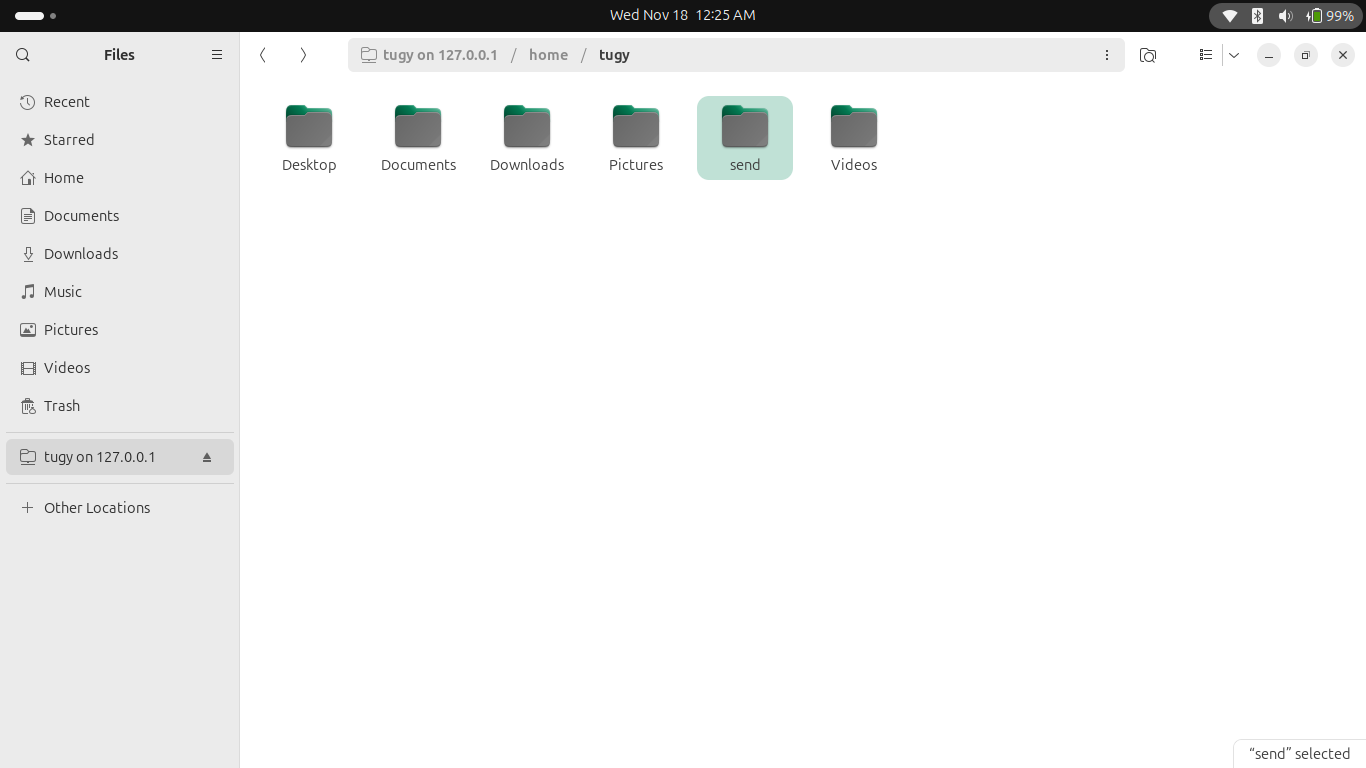 Wed Nov 18 12:25 AM
99%
Files
tugy on 127.0.0.1 / home / tugy
Recent
Starred
Home
Documents
Downloads
Music
Pictures
Videos
Trash
tugy on 127.0.0.1
Other Locations
Desktop
Documents
Downloads
Pictures
send
Videos
“send” selected